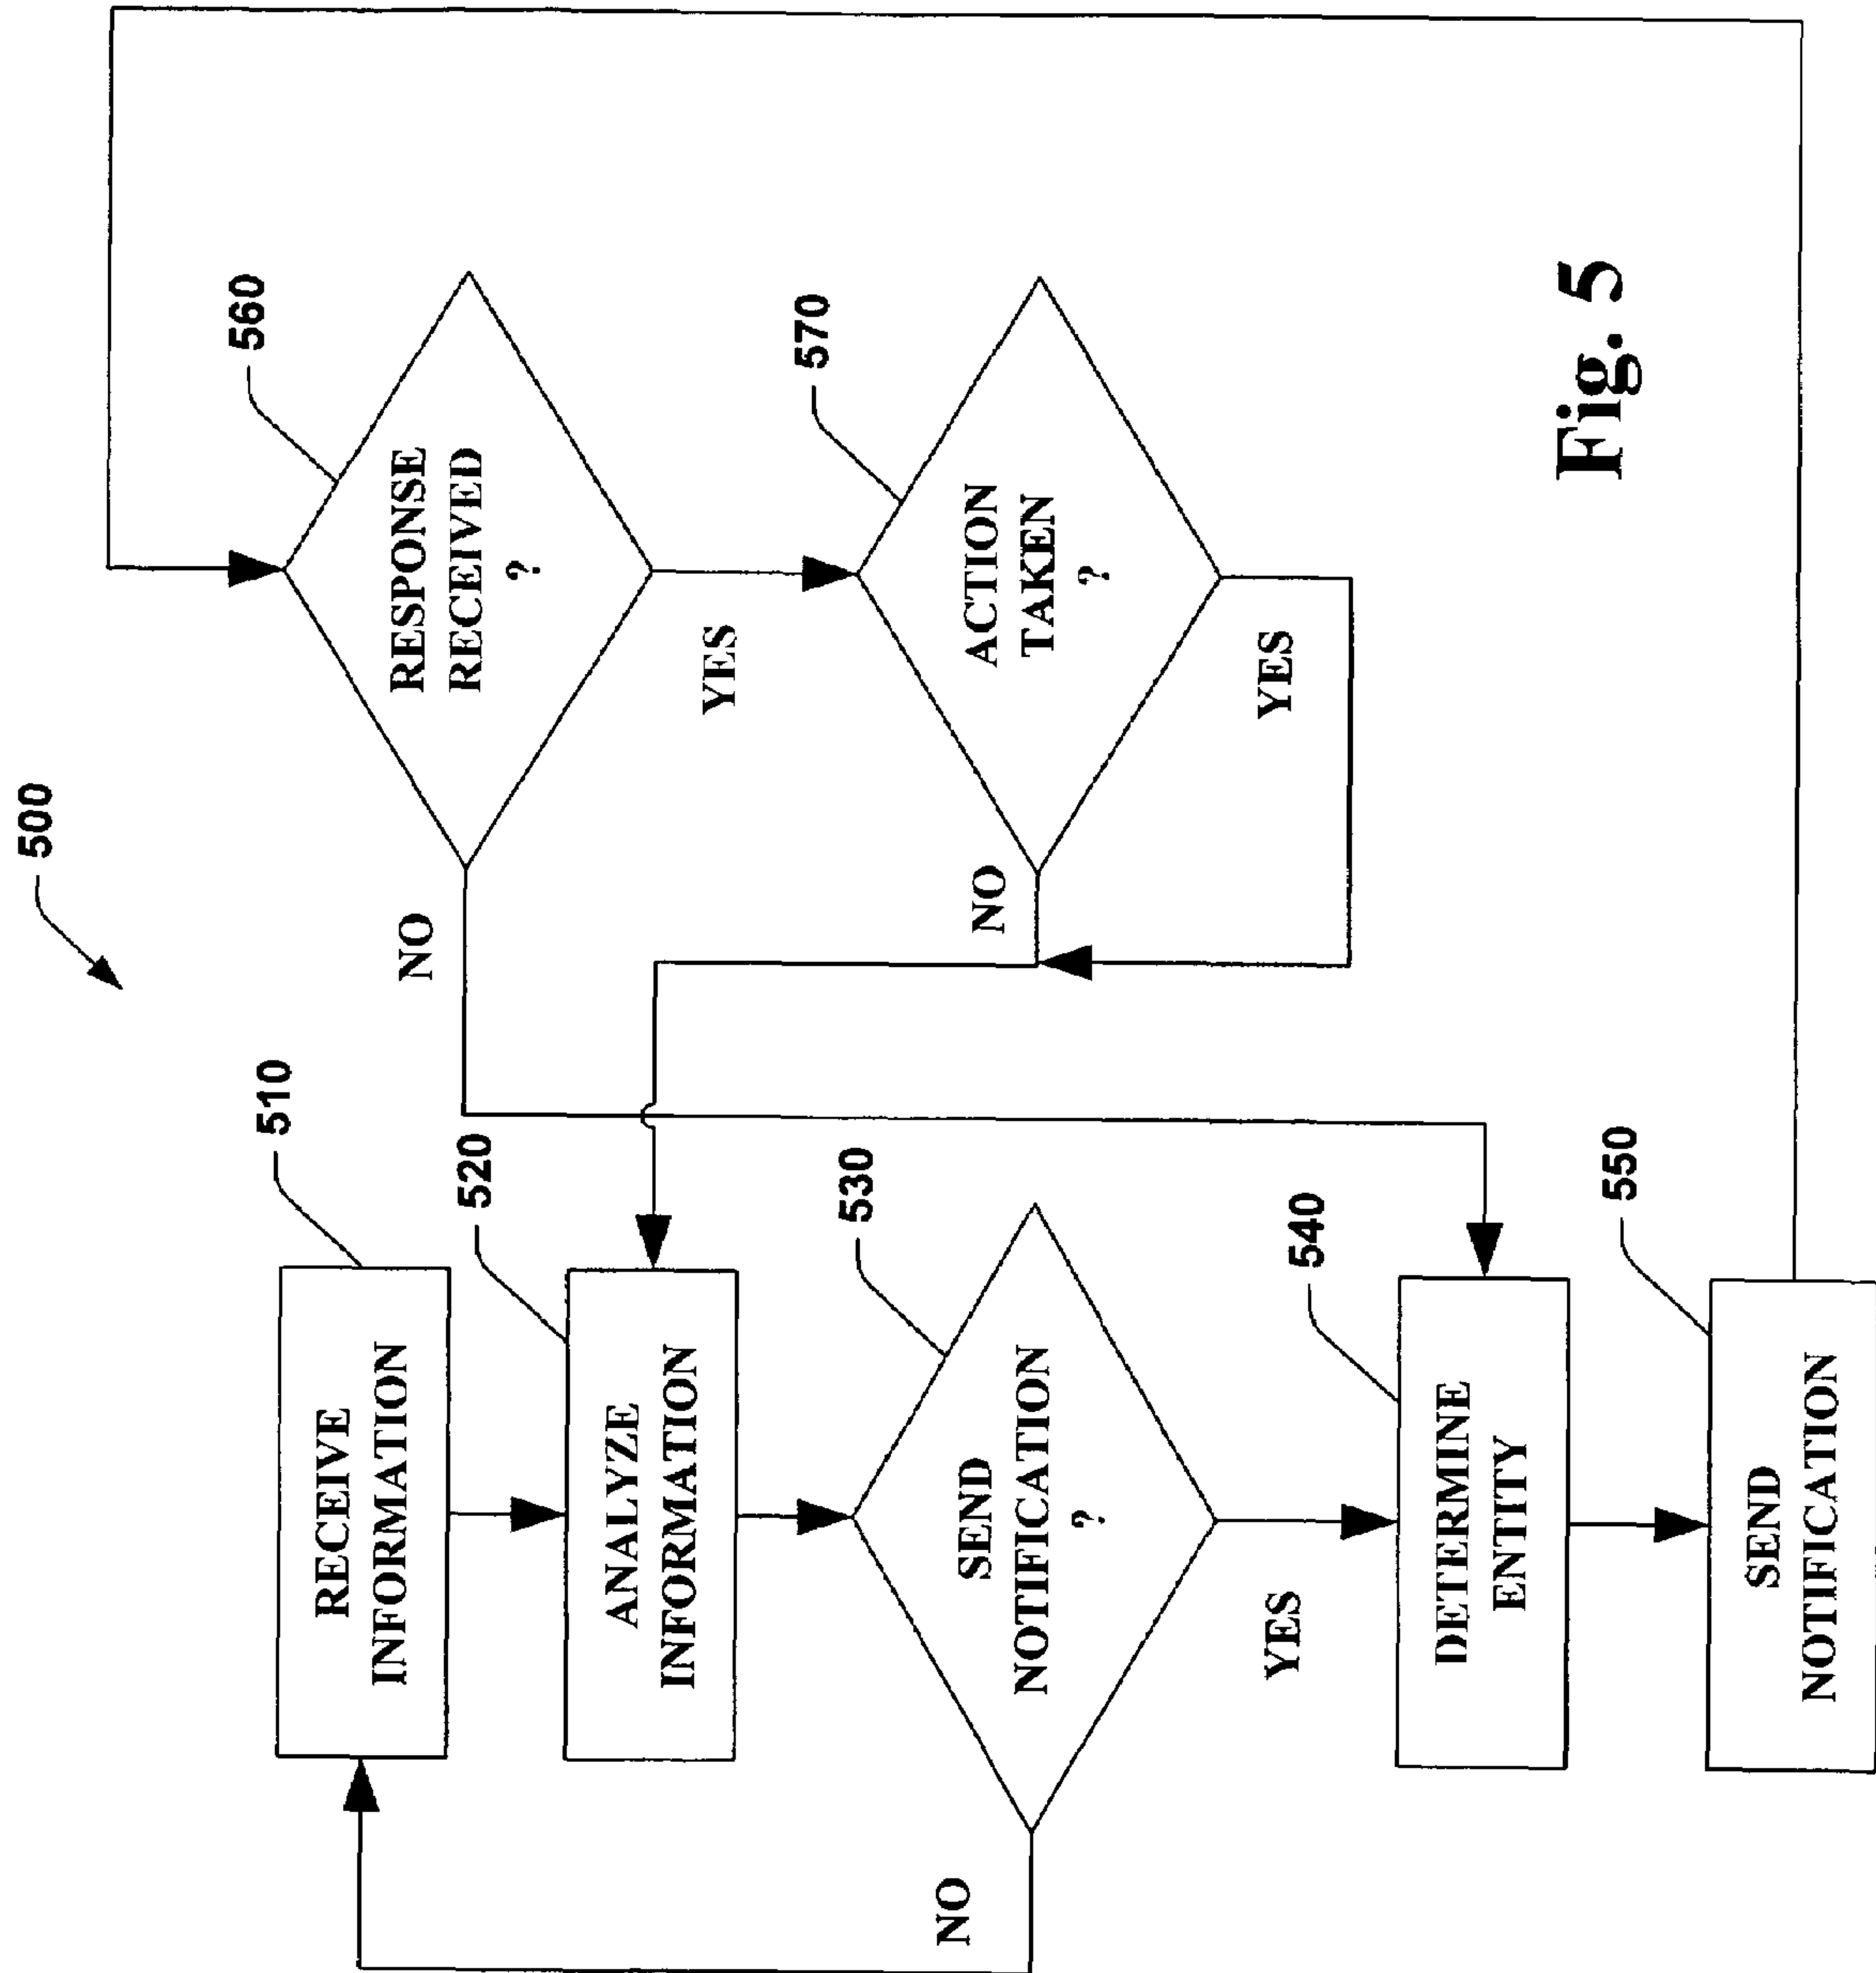 500
510
RECEIVE
INFORMATION
520
ANALYZE
INFORMATION
530
SEND
NOTIFICATION
?
NO
YES
540
DETERMINE
ENTITY
550
SEND
NOTIFICATION
560
RESPONSE
RECEIVED
?
NO
YES
570
ACTION
TAKEN
?
NO
YES
Fig. 5